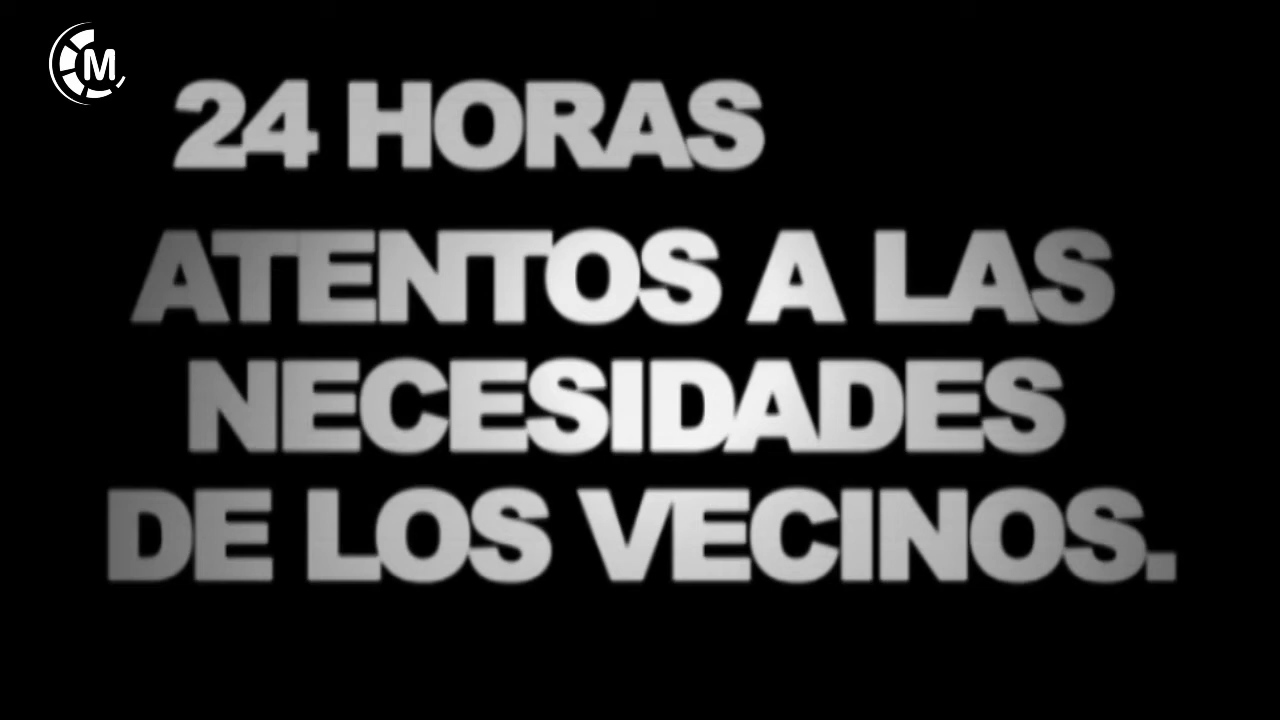 M
24 HORAS
ATENTOS A LAS
NECESIDADES
DE LOS VECINOS.